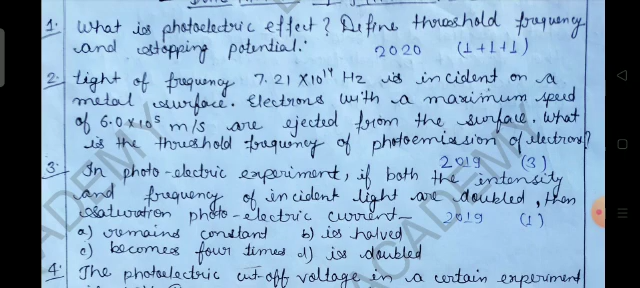 1. What is photoelectric effect? Define threshold frequency
and stopping potential. 2020 (1+1+1)
2. Light of frequency 7.21 X10¹⁴ Hz is incident on a
metal surface. Electrons with a maximum speed
of 6.0x10⁵ m/s are ejected from the surface. What
is the threshold frequency of photoemission of electrons?
2019 (3)
3. In photo-electric experiment, if both the intensity
and frequency of incident light are doubled, then
saturation photo-electric current- 2019 (1)
a) remains constant b) is halved
c) becomes four times d) is doubled
4. The photoelectric cut-off voltage in a certain experiment
ACADEMY